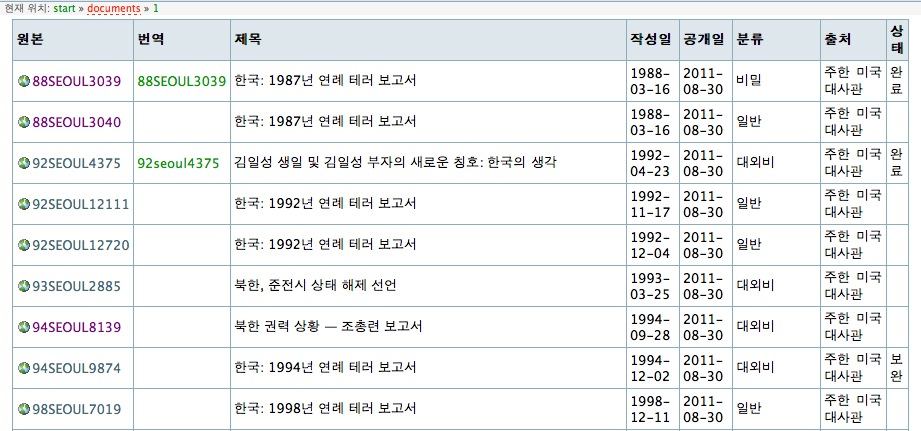 현재 위치: start » documents » 1
원본 번역 제목 작성일 공개일 분류 출처 상태
88SEOUL3039 88SEOUL3039 한국: 1987년 연례 테러 보고서 1988-03-16 2011-08-30 비밀 주한 미국 대사관 완료
88SEOUL3040 한국: 1987년 연례 테러 보고서 1988-03-16 2011-08-30 일반 주한 미국 대사관
92SEOUL4375 92seoul4375 김일성 생일 및 김일성 부자의 새로운 칭호: 한국의 생각 1992-04-23 2011-08-30 대외비 주한 미국 대사관 완료
92SEOUL12111 한국: 1992년 연례 테러 보고서 1992-11-17 2011-08-30 일반 주한 미국 대사관
92SEOUL12720 한국: 1992년 연례 테러 보고서 1992-12-04 2011-08-30 일반 주한 미국 대사관
93SEOUL2885 북한, 준전시 상태 해제 선언 1993-03-25 2011-08-30 대외비 주한 미국 대사관
94SEOUL8139 북한 권력 상황 — 조총련 보고서 1994-09-28 2011-08-30 대외비 주한 미국 대사관
94SEOUL9874 한국: 1994년 연례 테러 보고서 1994-12-02 2011-08-30 대외비 주한 미국 대사관 보완
98SEOUL7019 한국: 1998년 연례 테러 보고서 1998-12-11 2011-08-30 일반 주한 미국 대사관